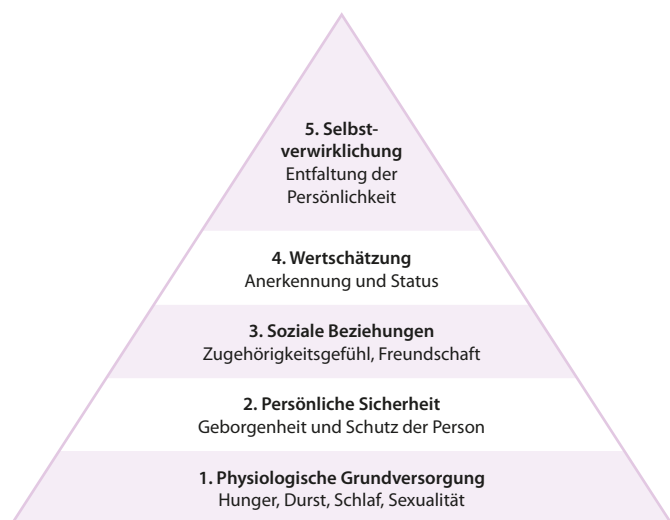 5. Selbst-
verwirklichung
Entfaltung der
Persönlichkeit
4. Wertschätzung
Anerkennung und Status
3. Soziale Beziehungen
Zugehörigkeitsgefühl, Freundschaft
2. Persönliche Sicherheit
Geborgenheit und Schutz der Person
1. Physiologische Grundversorgung
Hunger, Durst, Schlaf, Sexualität